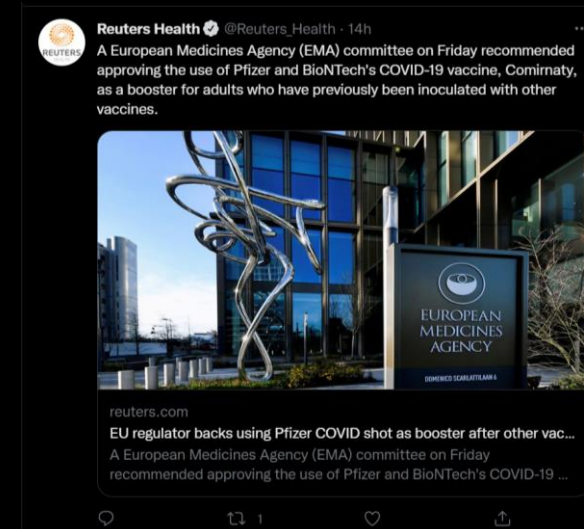 Reuters Health @Reuters_Health · 14h
A European Medicines Agency (EMA) committee on Friday recommended
approving the use of Pfizer and BioNTech's COVID-19 vaccine, Comirnaty,
as a booster for adults who have previously been inoculated with other
vaccines.
REUTERS
HEALTH
EUROPEAN
MEDICINES
AGENCY
DOMENICO SCARLATTILAAN 6
reuters.com
EU regulator backs using Pfizer COVID shot as booster after other vac...
A European Medicines Agency (EMA) committee on Friday
recommended approving the use of Pfizer and BioNTech's COVID-19 ...
1